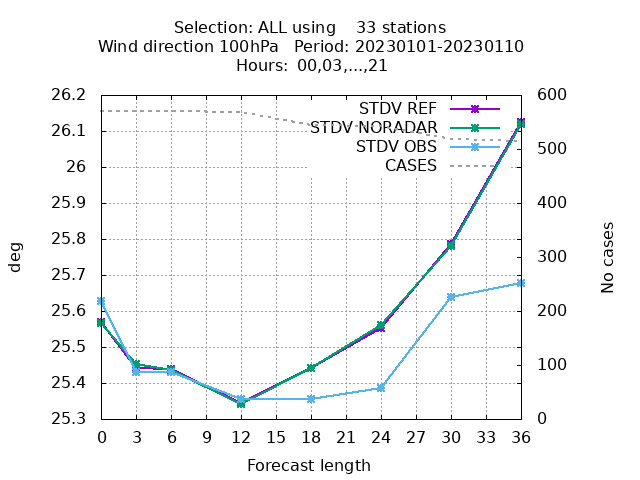 Selection: ALL using    33 stations
Wind direction 100hPa   Period: 20230101-20230110
Hours: 00,03,...,21
26.2
26.1
26
25.9
25.8
25.7
25.6
25.5
25.4
25.3
600
500
400
300
200
100
0
STDV REF
STDV NORADAR
STDV OBS
CASES
deg
No cases
0 3 6 9 12 15 18 21 24 27 30 33 36
Forecast length